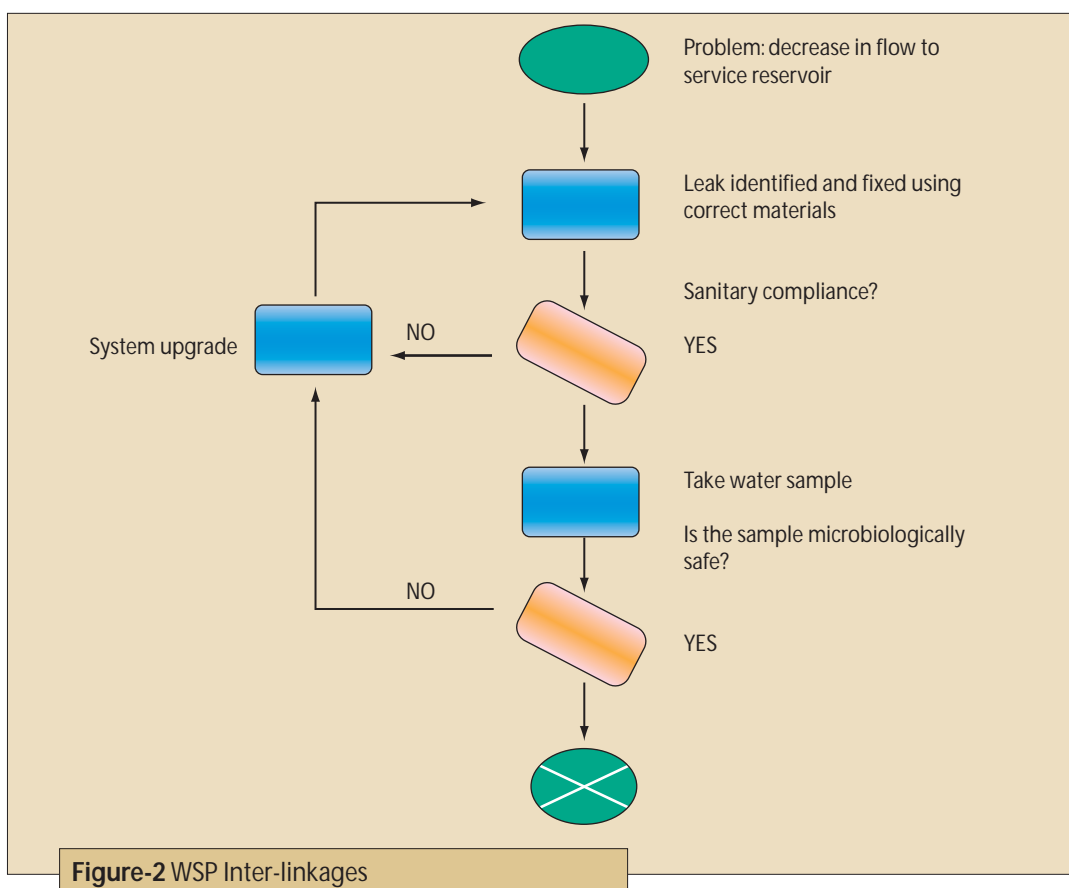 Problem: decrease in flow to
service reservoir
Leak identified and fixed using
correct materials
Sanitary compliance?
NO
YES
System upgrade
Take water sample
Is the sample microbiologically
safe?
NO
YES
Figure-2 WSP Inter-linkages